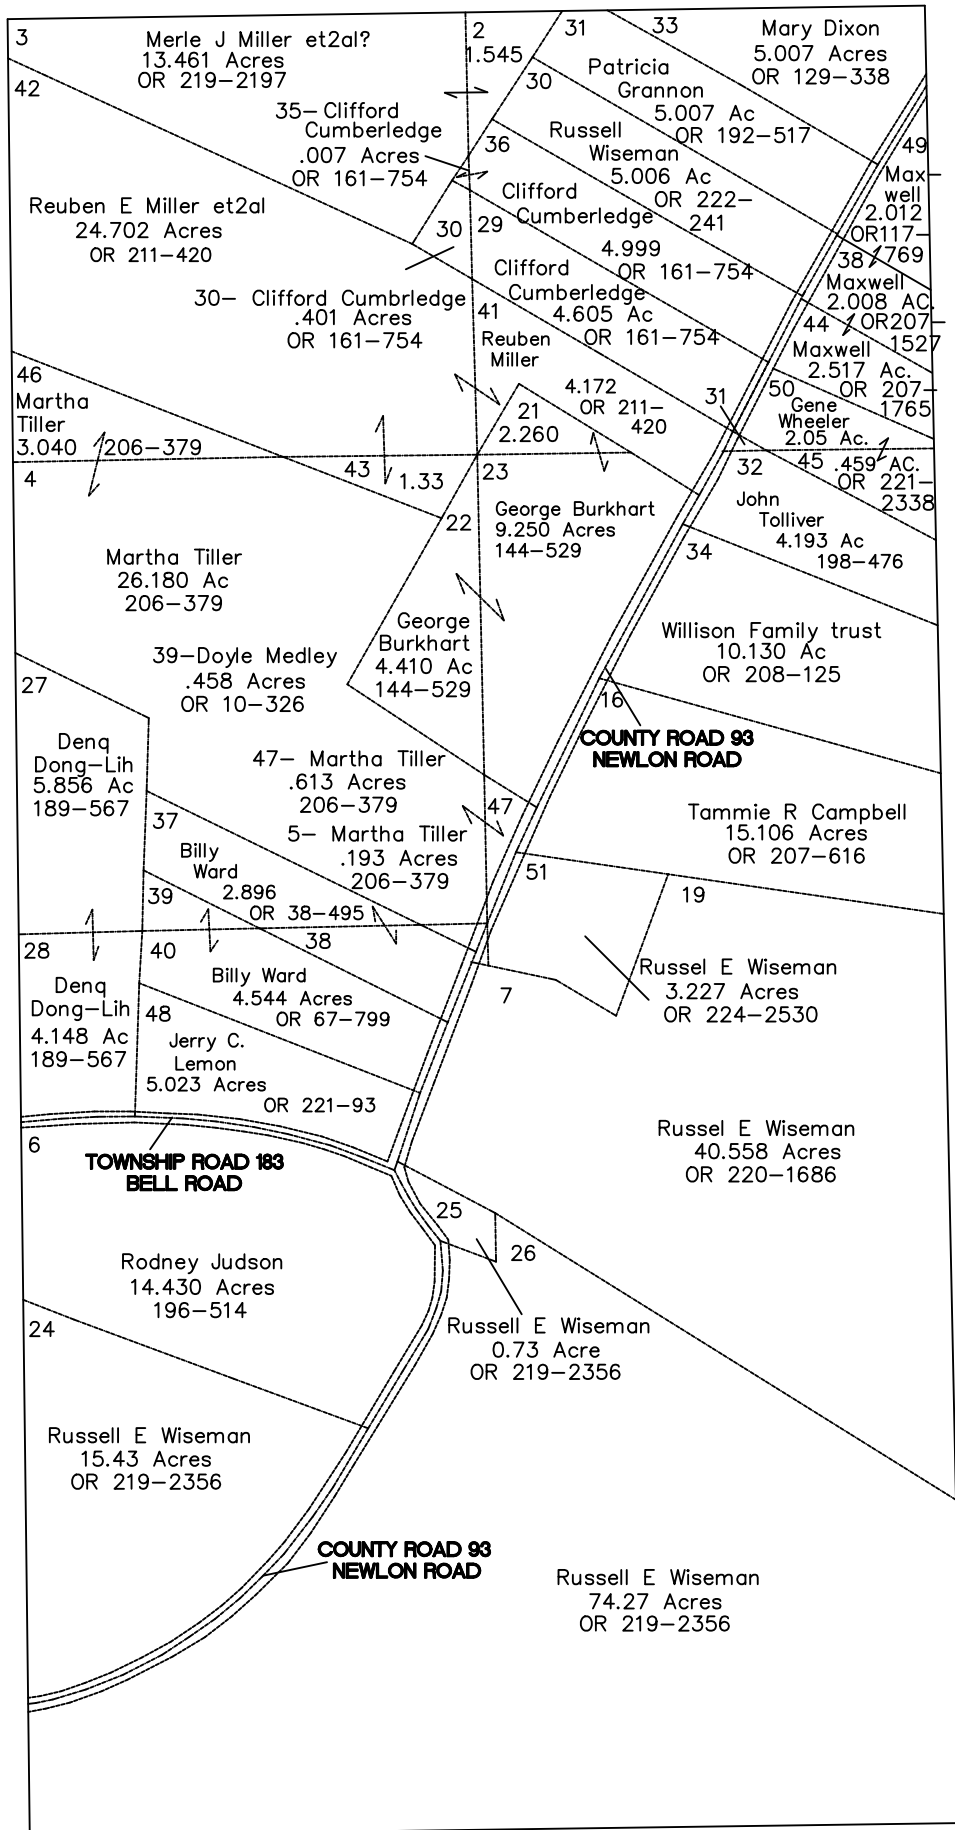 3
Merle J Miller et2al?
13.461 Acres
OR 219-2197
2
1.545
31
33
Mary Dixon
5.007 Acres
OR 129-338
42
30
Patricia
Grannon
5.007 Ac
OR 192-517
35- Clifford
Cumberledge
.007 Acres
OR 161-754
36
Russell
Wiseman
5.006 Ac
OR 222-
241
49
Max-
well
2.012
OR117-
769
Reuben E Miller et2al
24.702 Acres
OR 211-420
30
29
Clifford
Cumberledge
4.999
OR 161-754
38
Maxwell
2.008 AC.
OR207-
1527
30- Clifford Cumbrledge
.401 Acres
OR 161-754
41
Clifford
Cumberledge
4.605 Ac
OR 161-754
44
Maxwell
2.517 Ac.
OR 207-
1765
Reuben
Miller
4.172
OR 211-
420
46
Martha
Tiller
3.040
206-379
21
2.260
31
50
Gene
Wheeler
2.05 Ac.
4
43
1.33
23
32
45
.459 AC.
OR 221-
2338
22
George Burkhart
9.250 Acres
144-529
John
Tolliver
4.193 Ac
198-476
34
Martha Tiller
26.180 Ac
206-379
George
Burkhart
4.410 Ac
144-529
Willison Family trust
10.130 Ac
OR 208-125
39-Doyle Medley
.458 Acres
OR 10-326
27
16
COUNTY ROAD 93
NEWLON ROAD
Denq
Dong-Lih
5.856 Ac
189-567
47- Martha Tiller
.613 Acres
206-379
47
Tammie R Campbell
15.106 Acres
OR 207-616
37
5- Martha Tiller
.193 Acres
206-379
Billy
Ward
2.896
OR 38-495
51
19
39
28
40
38
Russel E Wiseman
3.227 Acres
OR 224-2530
7
Denq
Dong-Lih
4.148 Ac
189-567
Billy Ward
4.544 Acres
OR 67-799
48
Jerry C.
Lemon
5.023 Acres
OR 221-93
6
TOWNSHIP ROAD 183
BELL ROAD
Russel E Wiseman
40.558 Acres
OR 220-1686
25
26
Rodney Judson
14.430 Acres
196-514
24
Russell E Wiseman
0.73 Acre
OR 219-2356
Russell E Wiseman
15.43 Acres
OR 219-2356
COUNTY ROAD 93
NEWLON ROAD
Russell E Wiseman
74.27 Acres
OR 219-2356